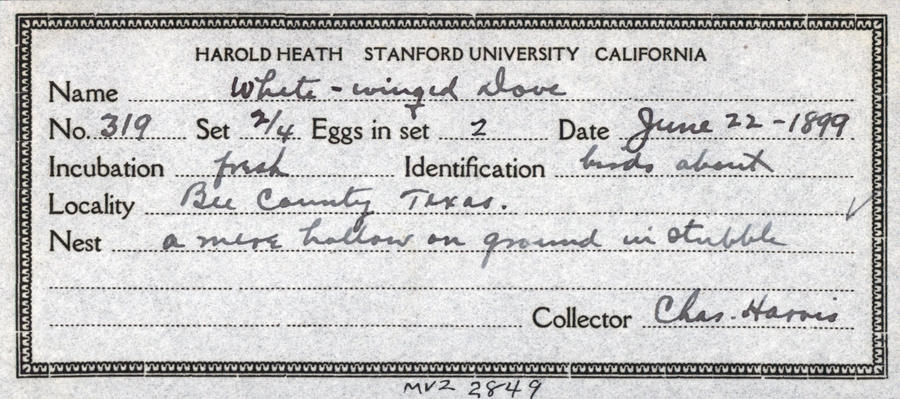 HAROLD HEATH STANFORD UNIVERSITY CALIFORNIA
Name White-winged Dove
No. 319 Set 2/4 Eggs in set 2 Date June 22-1899
Incubation fresh Identification birds about
Locality Bee County Texas.
Nest a mere hollow on ground in stubble
Collector Chas. Harris
MVZ 2849